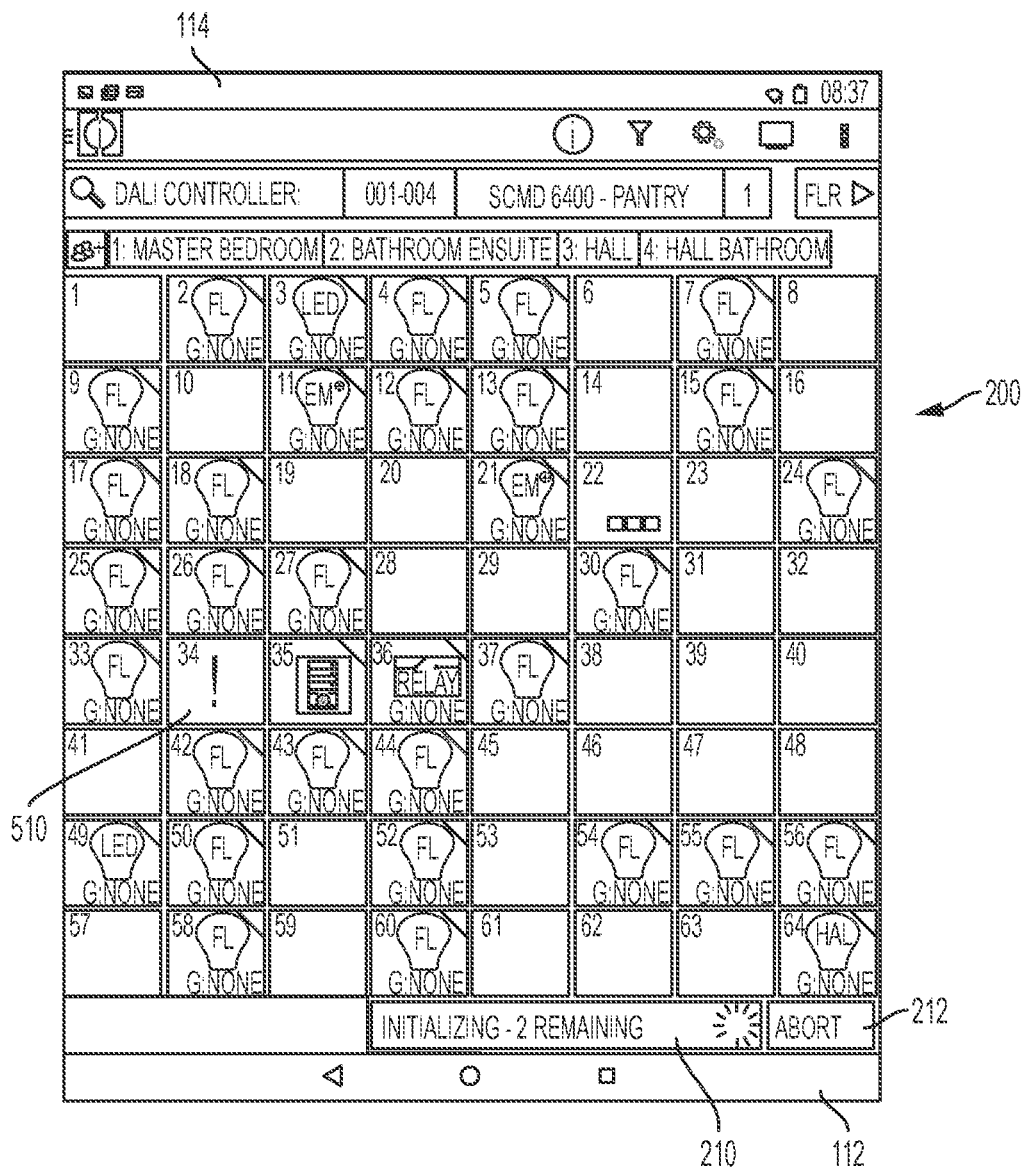 114
08:37
DALI CONTROLLER: 001-004 SCMD 6400 - PANTRY 1 FLR
1: MASTER BEDROOM 2: BATHROOM ENSUITE 3: HALL 4: HALL BATHROOM
1 2 3 4 5 6 7 8
FL LED FL FL FL
G:NONE G:NONE G:NONE G:NONE G:NONE
9 10 11 12 13 14 15 16
FL EM FL FL FL
G:NONE G:NONE G:NONE G:NONE G:NONE
200
17 18 19 20 21 22 23 24
FL FL EM FL
G:NONE G:NONE G:NONE G:NONE
25 26 27 28 29 30 31 32
FL FL FL FL
G:NONE G:NONE G:NONE G:NONE
33 34 35 36 37 38 39 40
FL ! RELAY FL
G:NONE G:NONE G:NONE
41 42 43 44 45 46 47 48
FL FL FL
G:NONE G:NONE G:NONE
510
49 50 51 52 53 54 55 56
LED FL FL FL FL FL
G:NONE G:NONE G:NONE G:NONE G:NONE G:NONE
57 58 59 60 61 62 63 64
FL FL HAL
G:NONE G:NONE G:NONE
INITIALIZING - 2 REMAINING ABORT 212
210 112